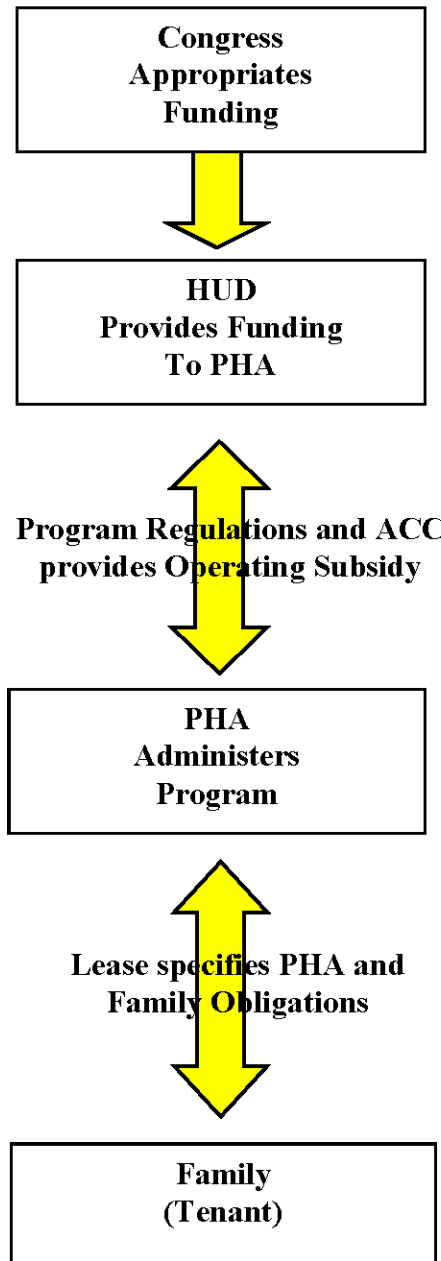 Congress
Appropriates
Funding
HUD
Provides Funding
To PHA
Program Regulations and ACC
provides Operating Subsidy
PHA
Administers
Program
Lease specifies PHA and
Family Obligations
Family
(Tenant)